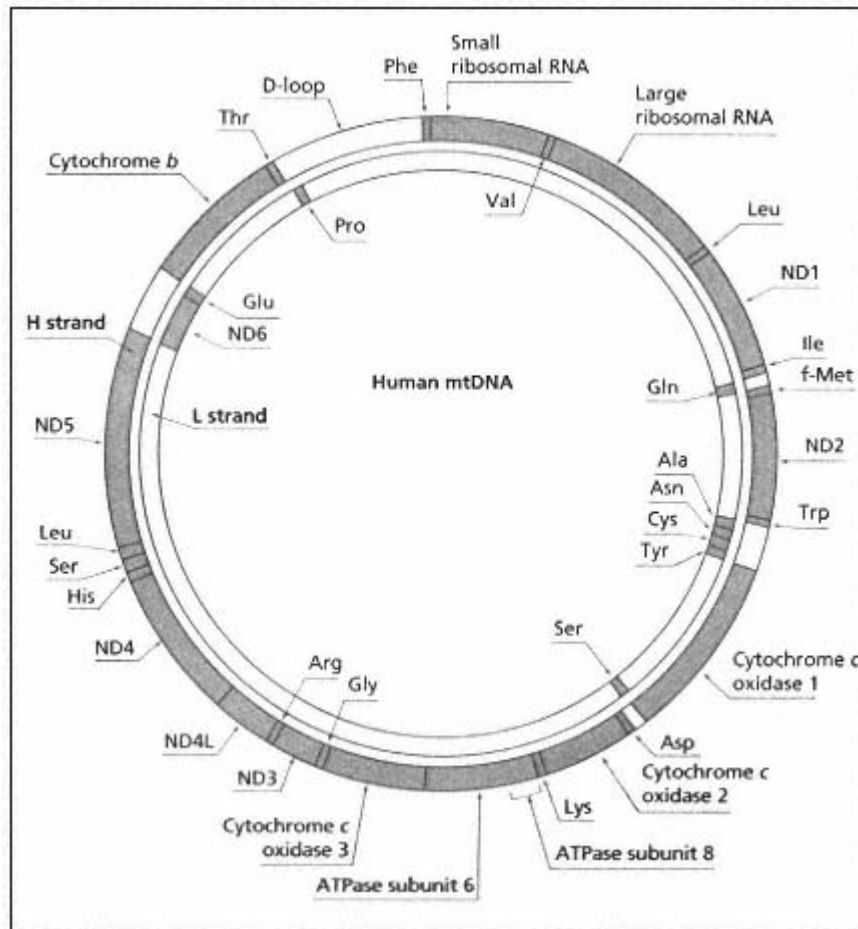 Small
ribosomal RNA
Phe
D-loop
Large
ribosomal RNA
Thr
Cytochrome b
Val
Pro
Leu
ND1
Glu
ND6
H strand
Ile
f-Met
Human mtDNA
Gln
L strand
ND5
ND2
Ala
Asn
Cys
Tyr
Trp
Leu
Ser
His
Ser
ND4
Cytochrome c
oxidase 1
Arg
Gly
ND4L
Asp
ND3
Cytochrome c
oxidase 2
Lys
Cytochrome c
oxidase 3
ATPase subunit 8
ATPase subunit 6